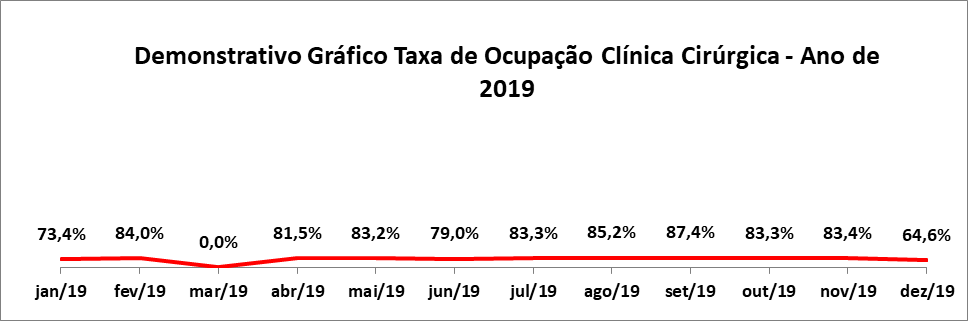 Demonstrativo Gráfico Taxa de Ocupação Clínica Cirúrgica - Ano de
2019
73,4% 84,0% 0,0% 81,5% 83,2% 79,0% 83,3% 85,2% 87,4% 83,3% 83,4% 64,6%
jan/19 fev/19 mar/19 abr/19 mai/19 jun/19 jul/19 ago/19 set/19 out/19 nov/19 dez/19